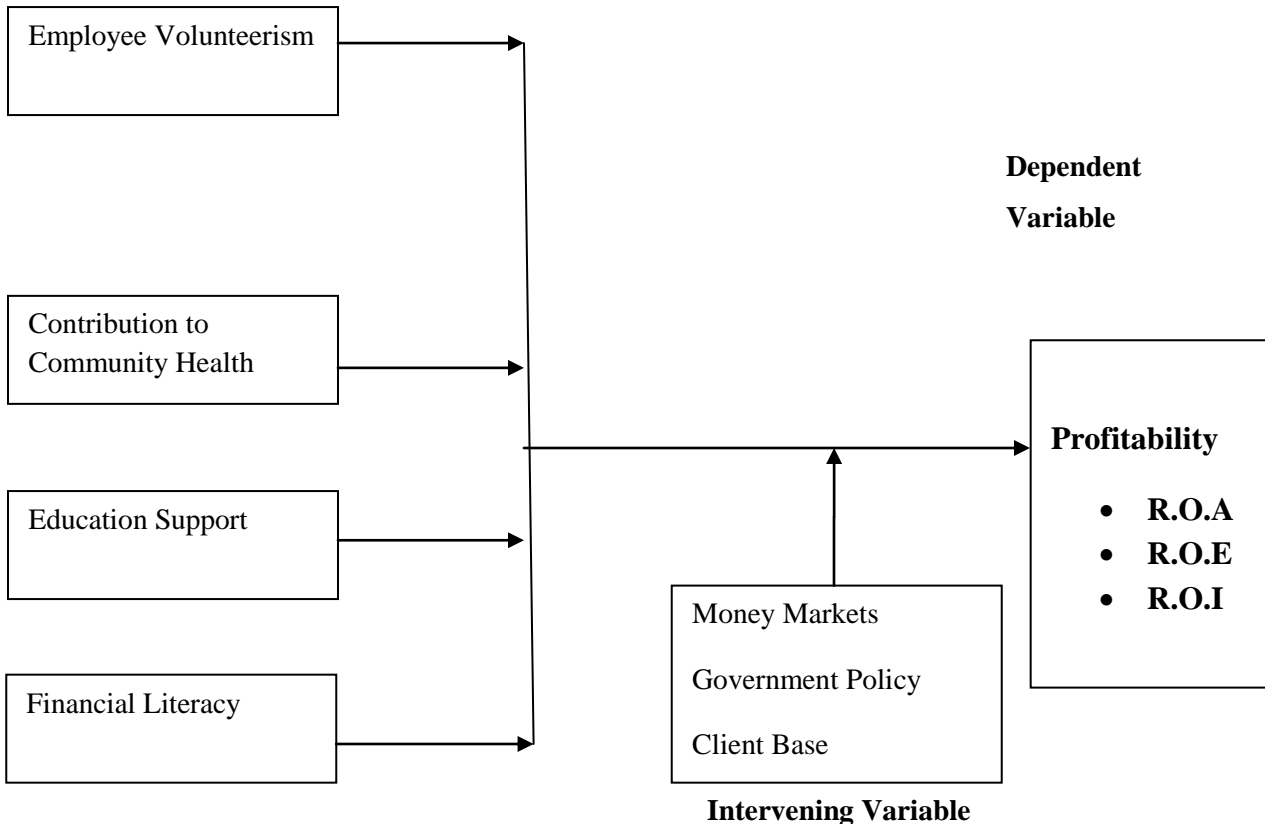 Employee Volunteerism
Dependent
Variable
Contribution to
Community Health
Profitability
• R.O.A
• R.O.E
• R.O.I
Education Support
Money Markets
Government Policy
Client Base
Financial Literacy
Intervening Variable